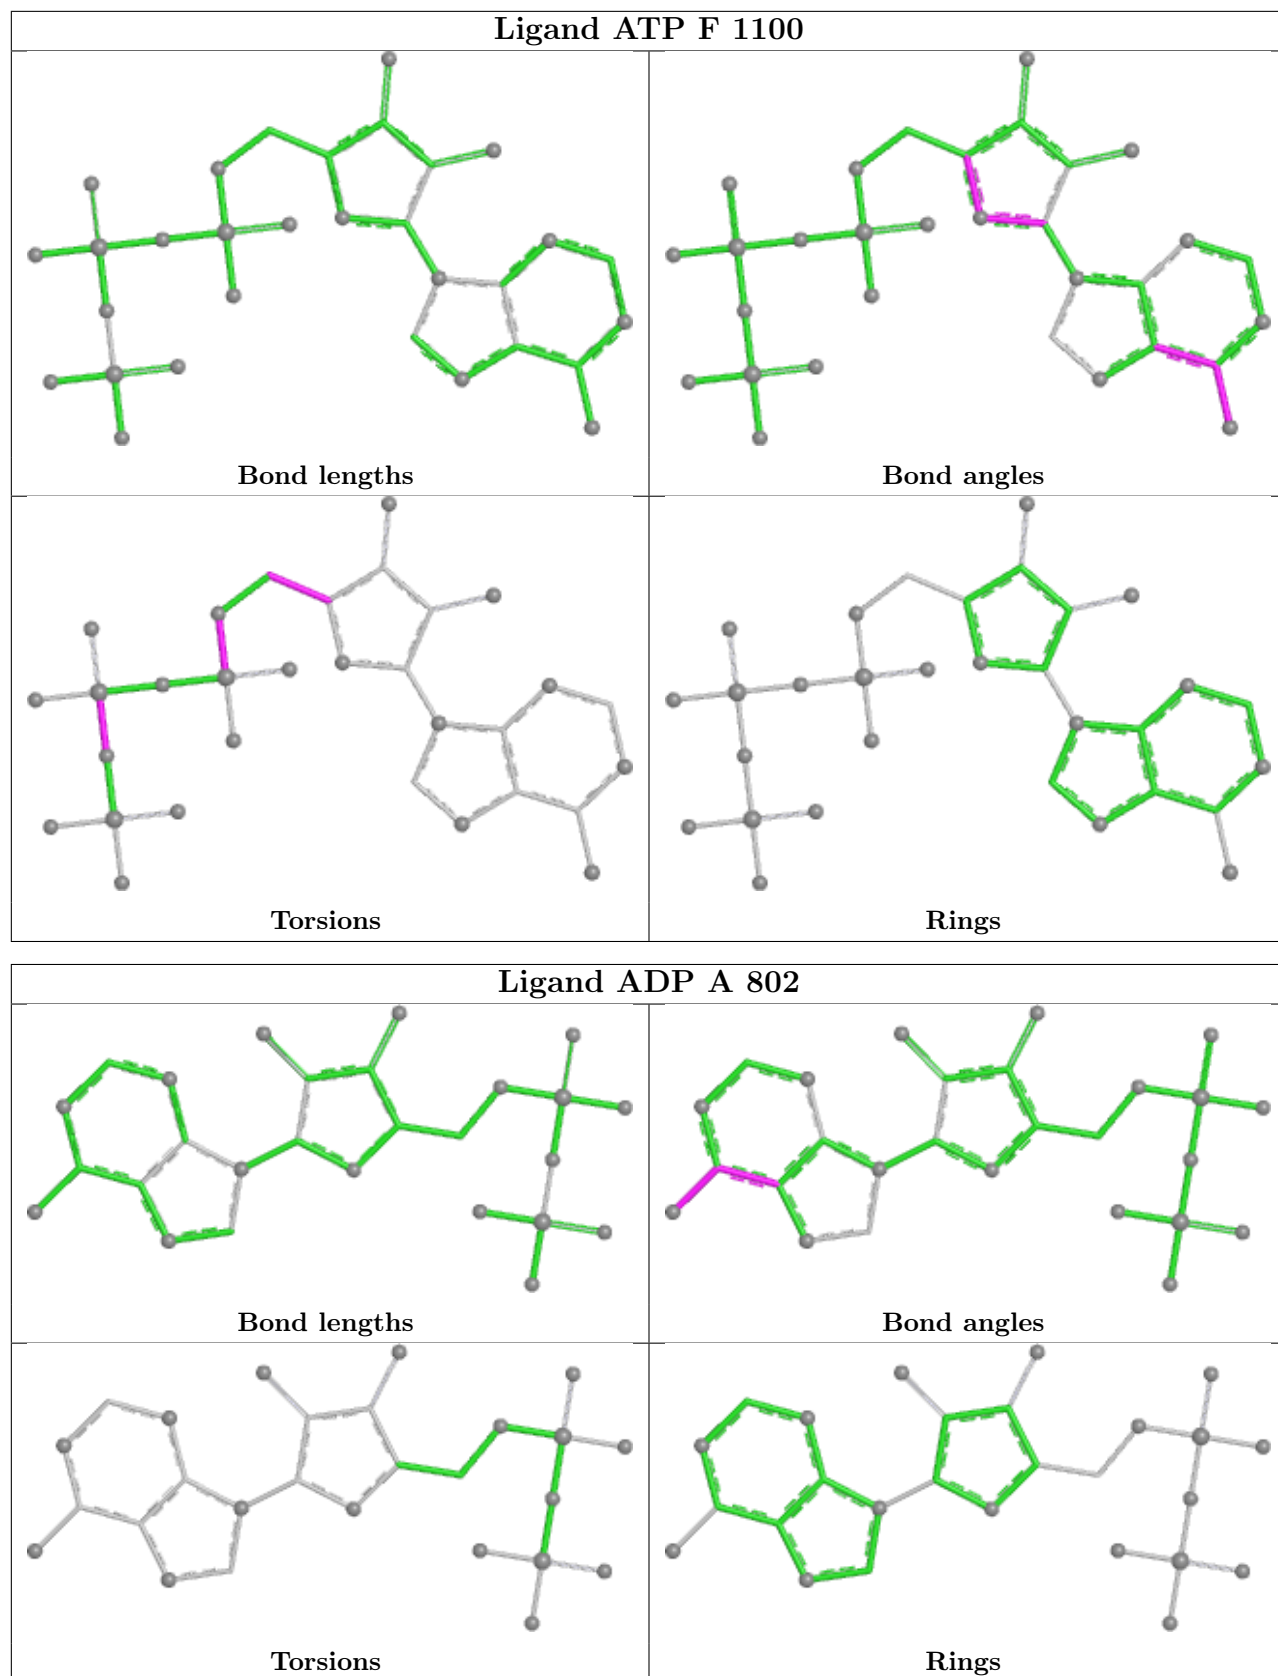 Ligand ATP F 1100
Bond lengths
Bond angles
Torsions
Rings
Ligand ADP A 802
Bond lengths
Bond angles
Torsions
Rings